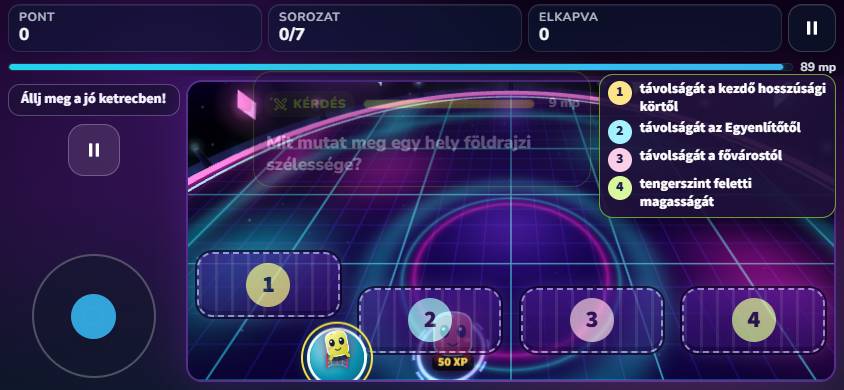 PONT
0
SOROZAT
0/7
ELKAPVA
0
89 mp
Állj meg a jó ketrecben!
KÉRDÉS
9 mp
Mit mutat meg egy hely földrajzi
szélessége?
1 távolságát a kezdő hosszúsági
körtől
2 távolságát az Egyenlítőtől
3 távolságát a fővárostól
4 tengerszint feletti
magasságát
1
2
3
4
50 XP